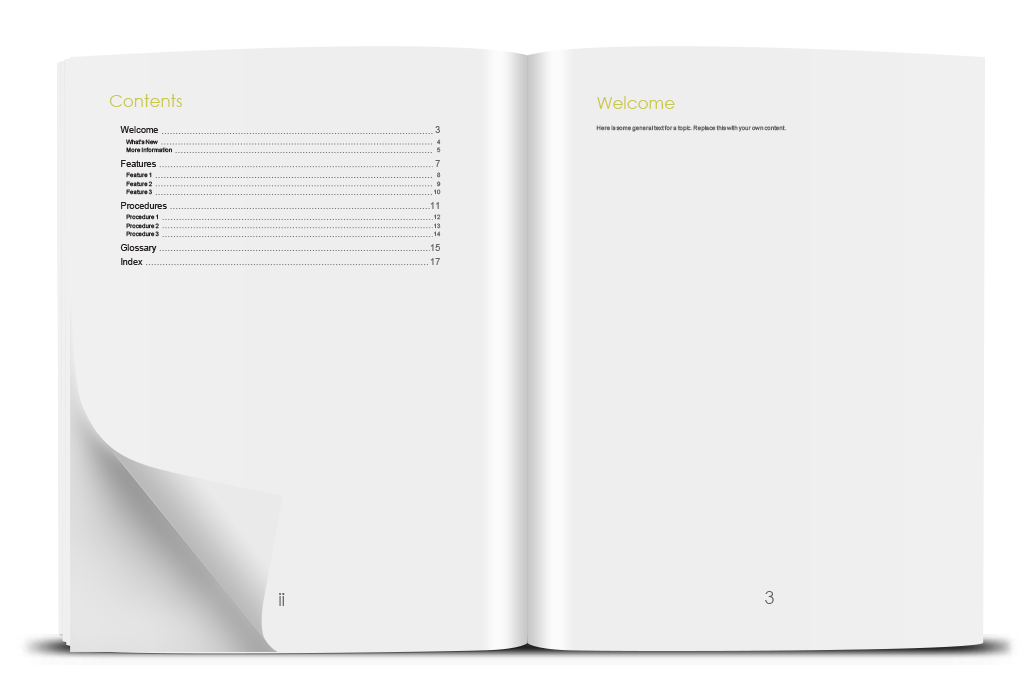 Contents
Welcome ........ 3
What's New ........ 4
More Information ........ 5
Features ........ 7
Feature 1 ........ 8
Feature 2 ........ 9
Feature 3 ........ 10
Procedures ........ 11
Procedure 1 ........ 12
Procedure 2 ........ 13
Procedure 3 ........ 14
Glossary ........ 15
Index ........ 17
ii
Welcome
Here is some general text for a topic. Replace this with your own content.
3